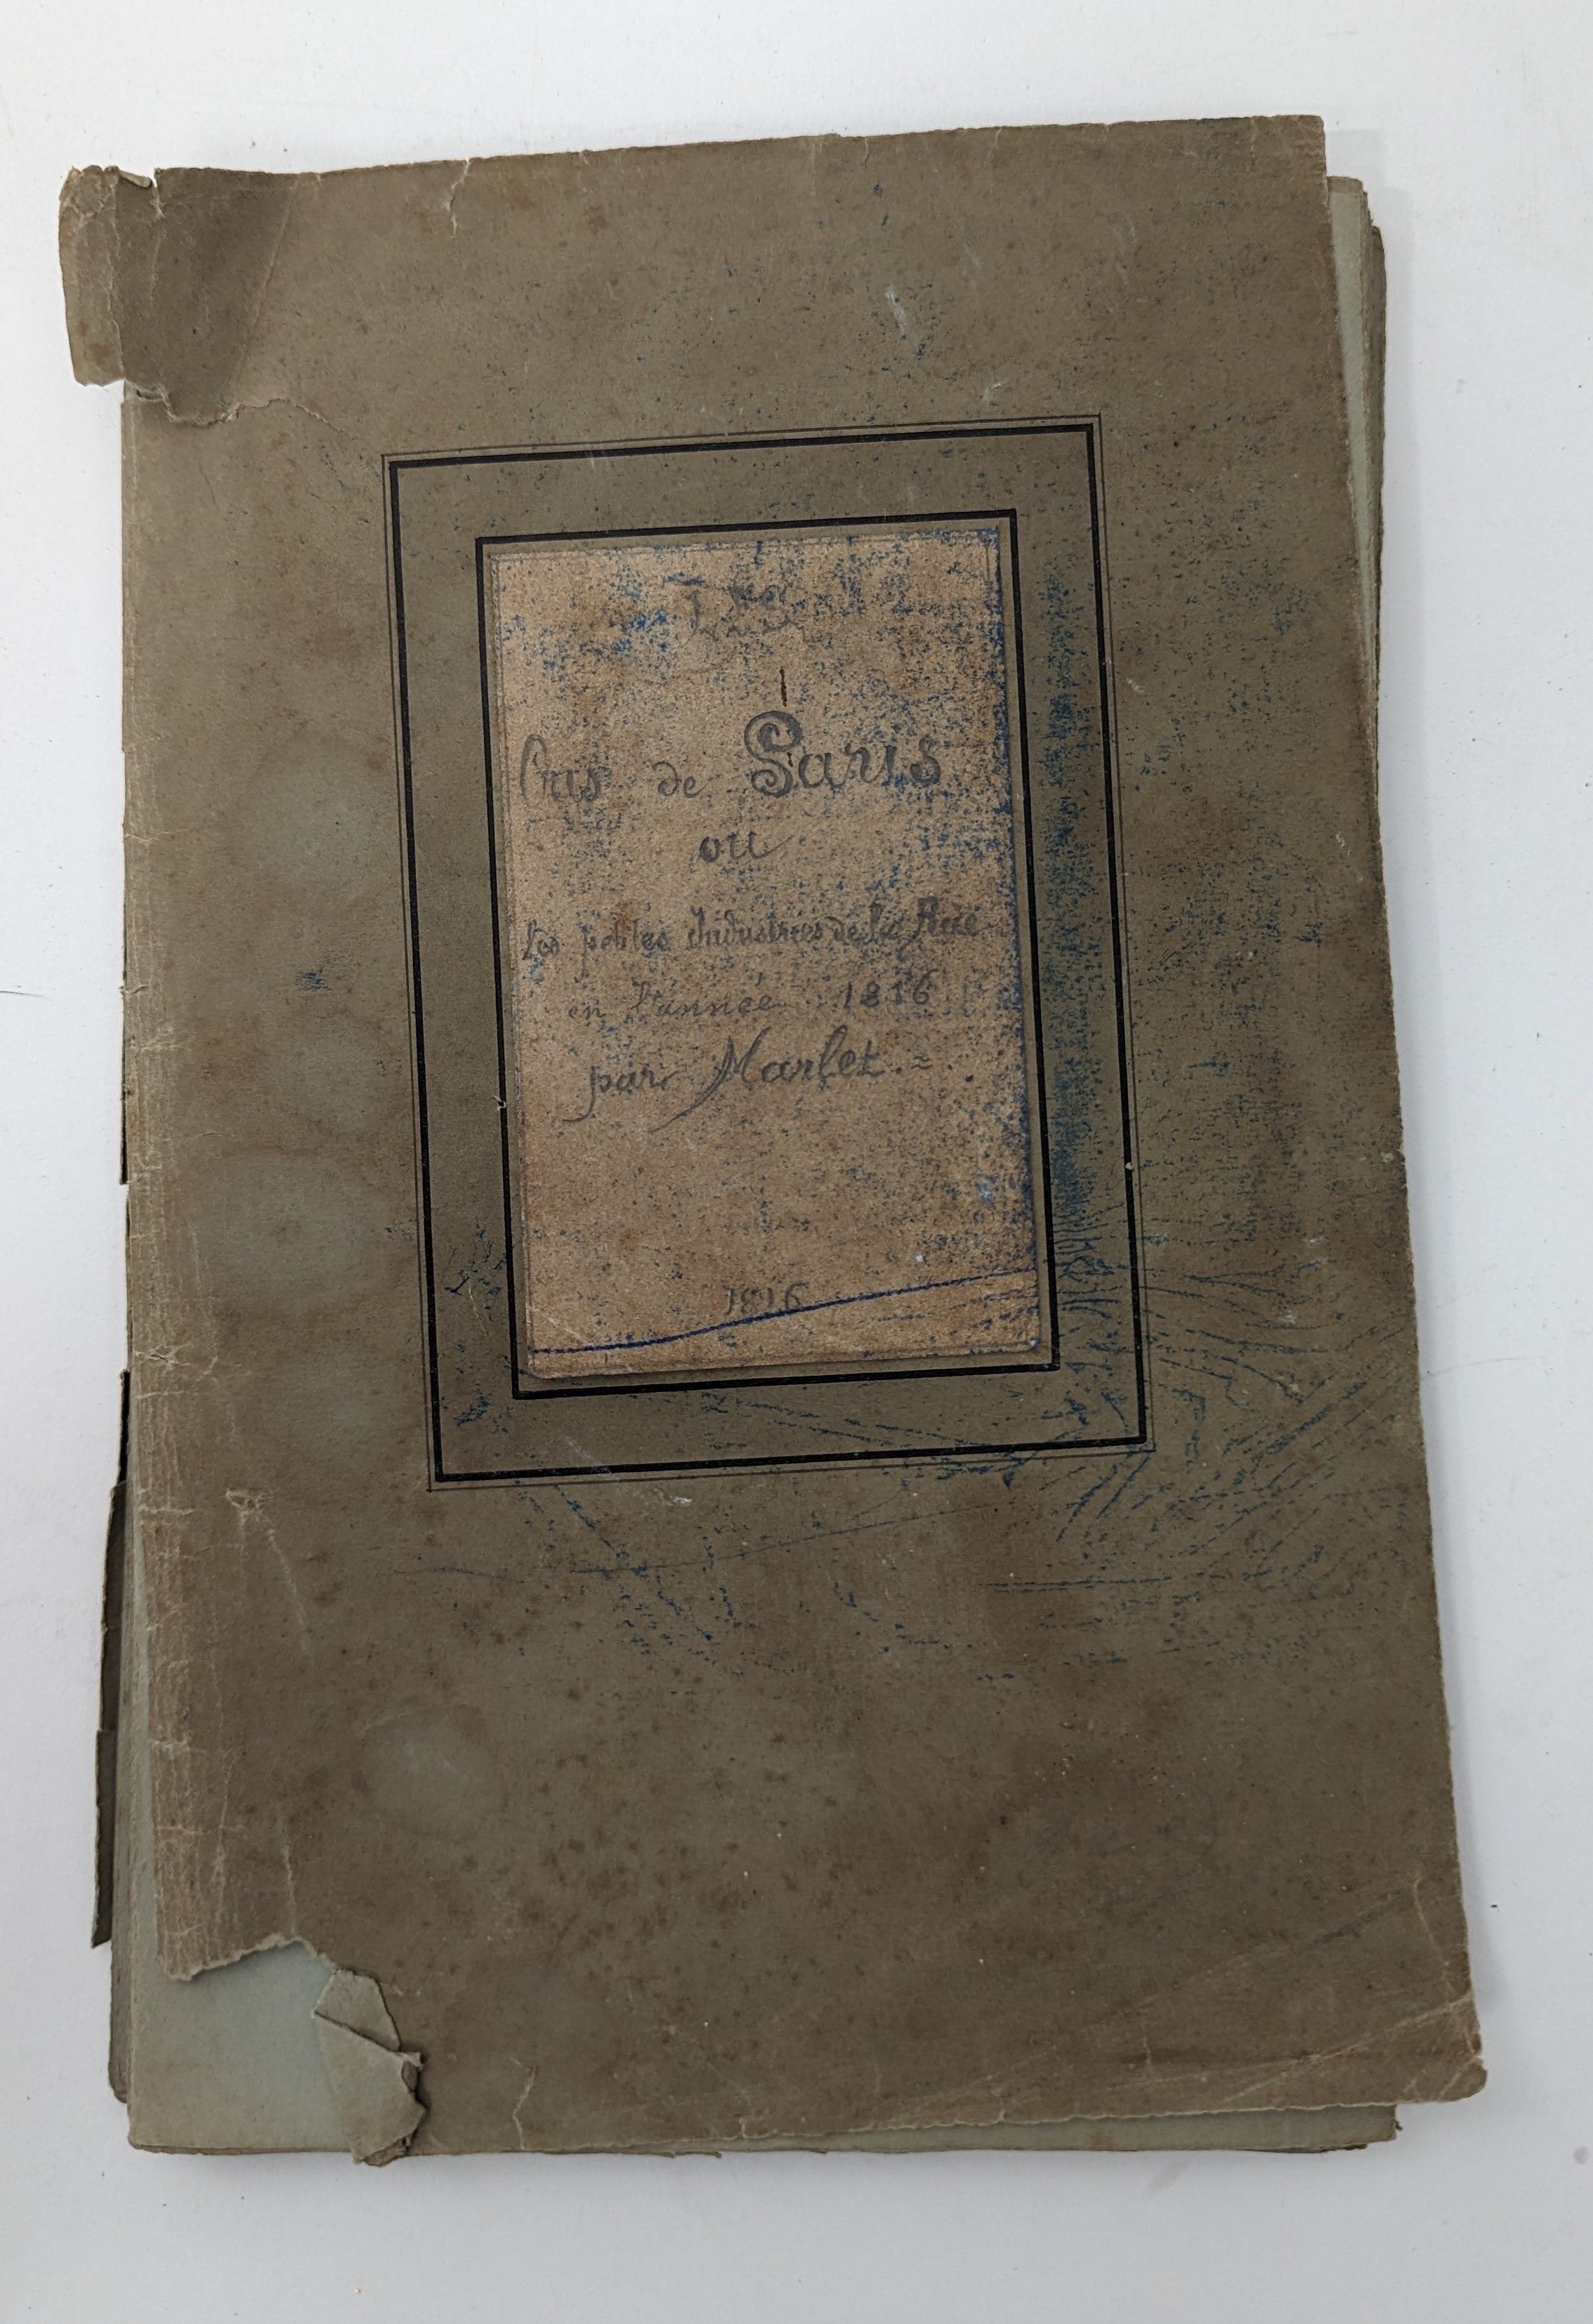 Les
Cris de Paris
ou
Les petites Industries de la Rue
en l'année 1816
par Marlet.
1816